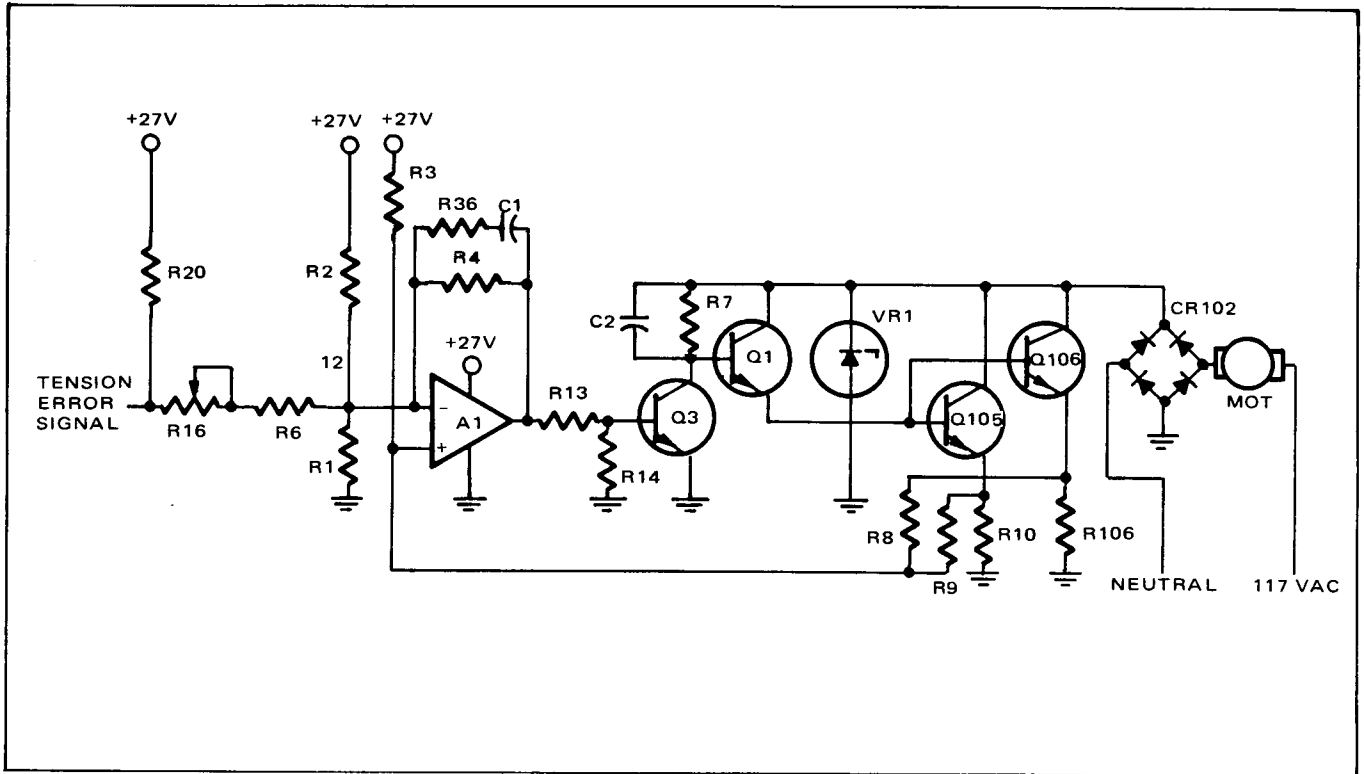 +27V
+27V
+27V
R3
R36
C1
R20
R2
R4
R7
CR102
C2
VR1
12
+27V
Q1
Q106
TENSION
ERROR
SIGNAL
R13
MOT
R16
R6
A1
Q3
Q105
R1
R14
R8
R10
R106
R9
NEUTRAL
117 VAC